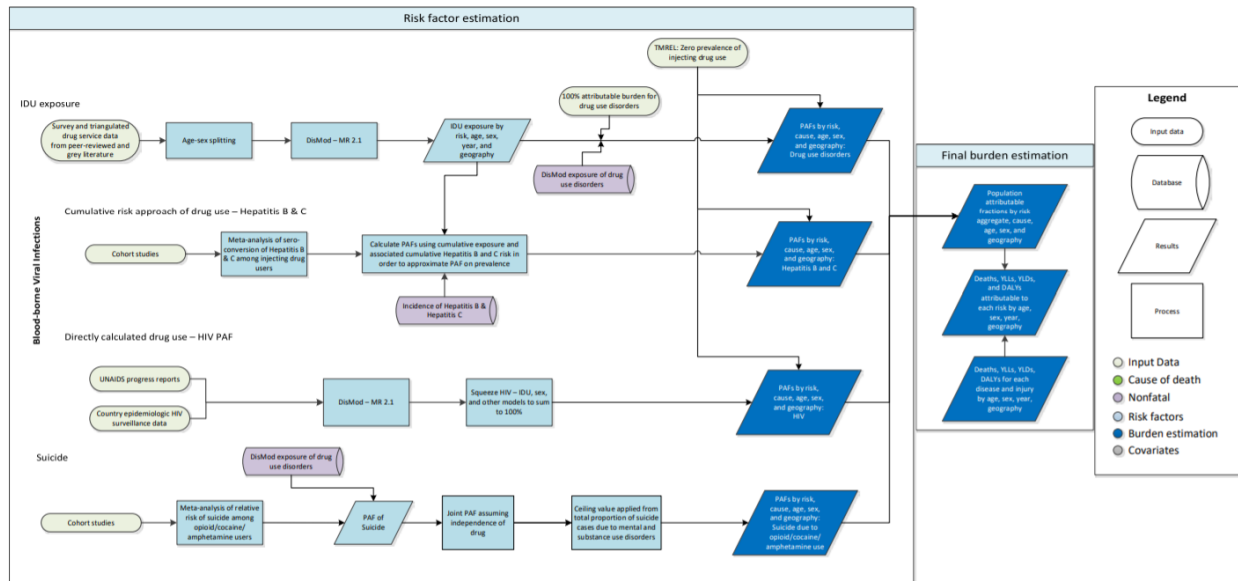 Risk factor estimation
TMREL: Zero prevalence of
injecting drug use
IDU exposure
100% attributable burden for
drug use disorders
Survey and triangulated
drug service data
from peer-reviewed and
grey literature
Age-sex splitting
DisMod – MR 2.1
IDU exposure by
risk, age, sex,
year, and
geography
DisMod exposure of drug
use disorders
PAFs by risk,
cause, age, sex,
and geography:
Drug use disorders
Blood-borne Viral Infections
Cumulative risk approach of drug use – Hepatitis B & C
Cohort studies
Meta-analysis of sero-
conversion of Hepatitis B
& C among injecting drug
users
Calculate PAFs using cumulative exposure and
associated cumulative Hepatitis B and C risk in
order to approximate PAF on prevalence
Incidence of Hepatitis B &
Hepatitis C
PAFs by risk,
cause, age, sex,
and geography:
Hepatitis B and C
Directly calculated drug use – HIV PAF
UNAIDS progress reports
Country epidemiologic HIV
surveillance data
DisMod – MR 2.1
Squeeze HIV – IDU, sex,
and other models to sum
to 100%
PAFs by risk,
cause, age, sex,
and geography:
HIV
Suicide
DisMod exposure of drug
use disorders
Cohort studies
Meta-analysis of relative
risk of suicide among
opioid/cocaine/
amphetamine users
PAF of
Suicide
Joint PAF assuming
independence of
drug
Ceiling value applied from
total proportion of suicide
cases due to mental and
substance use disorders
PAFs by risk,
cause, age, sex,
and geography:
Suicide due to
opioid/cocaine/
amphetamine use
Final burden estimation
Population
attributable
fractions by risk
aggregate, cause,
age, sex, and
geography
Deaths, YLLs, YLDs,
and DALYs
attributable to
each risk by age,
sex, year,
geography
Deaths, YLLs, YLDs,
DALYs for each
disease and injury
by age, sex, year,
geography
Legend
Input data
Database
Results
Process
Input Data
Cause of death
Nonfatal
Risk factors
Burden estimation
Covariates